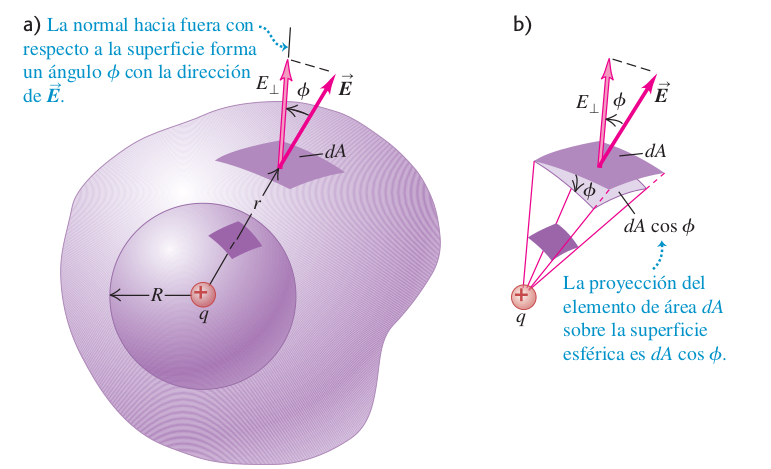 a) La normal hacia fuera con
respecto a la superficie forma
un ángulo ϕ con la dirección
de E⃗.
E⊥
ϕ
E⃗
dA
r
R
+
q
b)
E⊥
ϕ
E⃗
dA
ϕ
dA cos ϕ
+
q
La proyección del
elemento de área dA
sobre la superficie
esférica es dA cos ϕ.